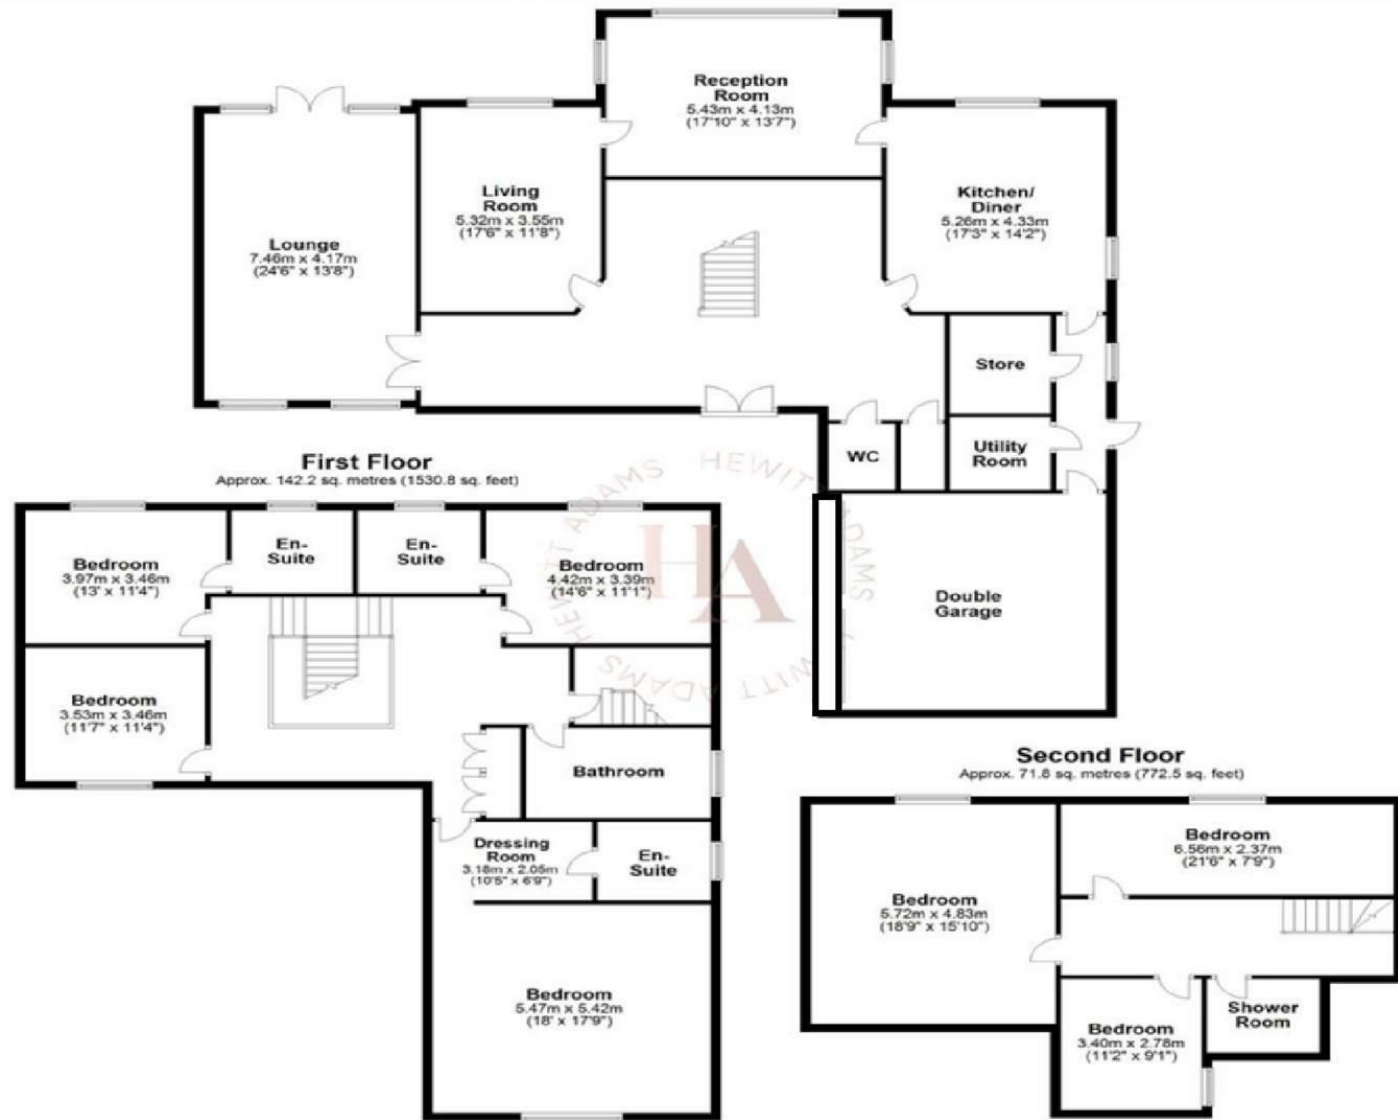 Reception
Room
5.43m x 4.13m
(17'10" x 13'7")
Living
Room
5.32m x 3.55m
(17'6" x 11'8")
Kitchen/
Diner
5.26m x 4.33m
(17'3" x 14'2")
Lounge
7.46m x 4.17m
(24'6" x 13'8")
Store
WC
Utility
Room
Double
Garage
First Floor
Approx. 142.2 sq. metres (1530.8 sq. feet)
Bedroom
3.97m x 3.46m
(13' x 11'4")
En-
Suite
En-
Suite
Bedroom
4.42m x 3.39m
(14'6" x 11'1")
Bedroom
3.53m x 3.46m
(11'7" x 11'4")
Bathroom
Dressing
Room
3.18m x 2.05m
(10'5" x 6'9")
En-
Suite
Bedroom
5.47m x 5.42m
(18' x 17'9")
Second Floor
Approx. 71.8 sq. metres (772.5 sq. feet)
Bedroom
6.56m x 2.37m
(21'6" x 7'9")
Bedroom
5.72m x 4.83m
(18'9" x 15'10")
Bedroom
3.40m x 2.78m
(11'2" x 9'1")
Shower
Room
HA
HEWITT ADAMS HEWITT ADAMS HEWITT ADAMS